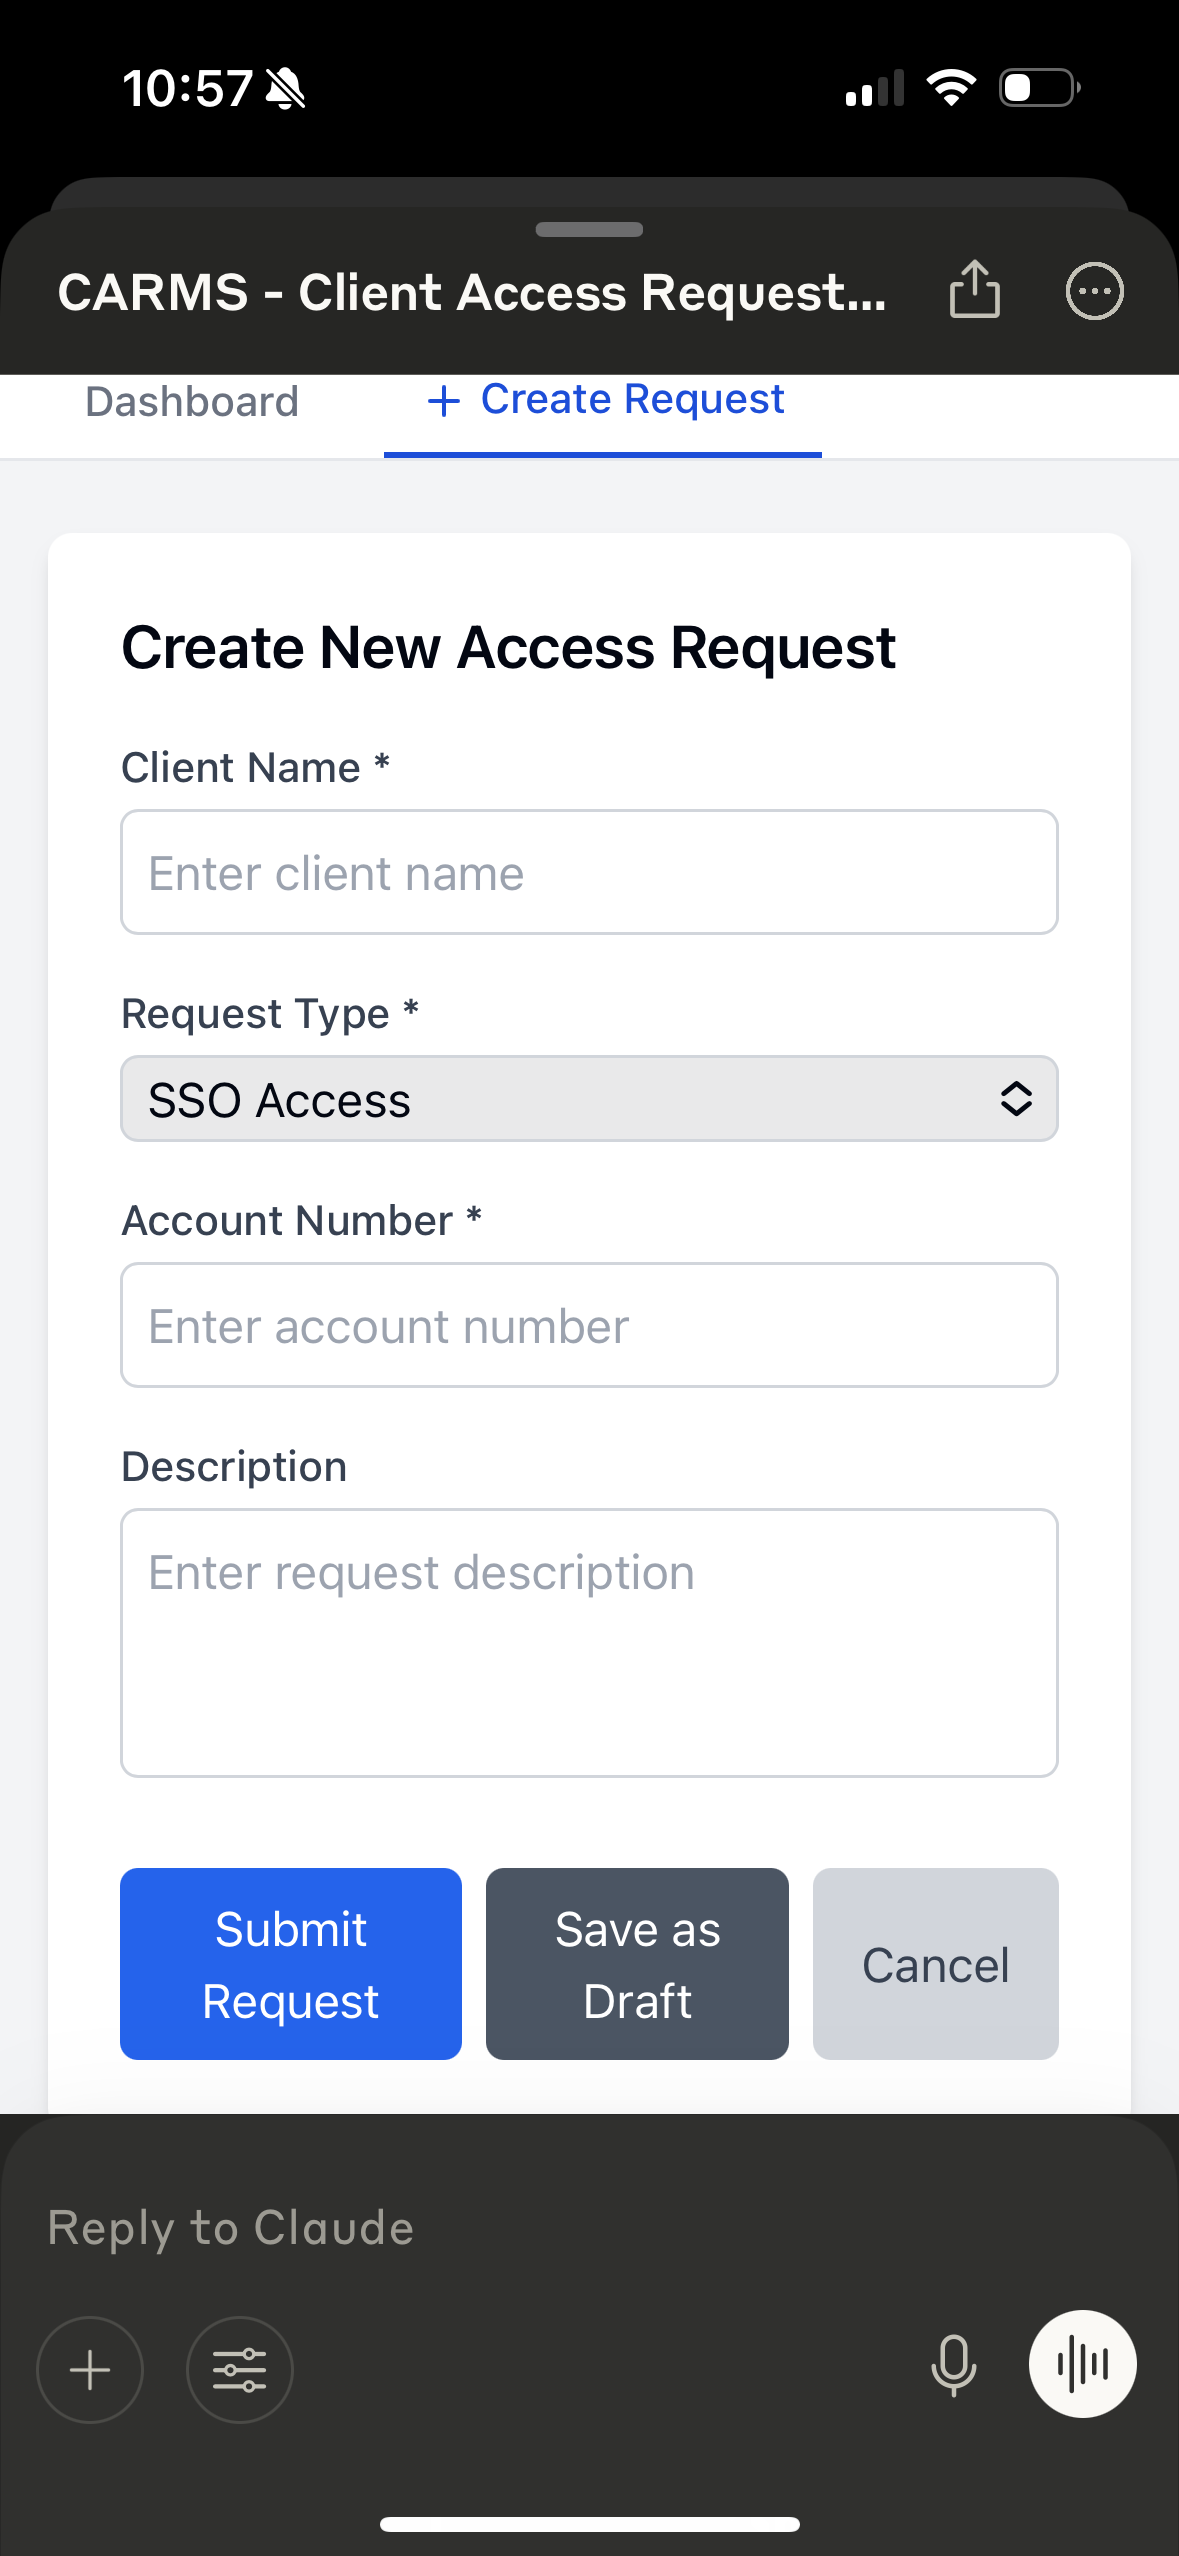 10:57
CARMS - Client Access Request...
Dashboard
+ Create Request
Create New Access Request
Client Name *
Enter client name
Request Type *
SSO Access
Account Number *
Enter account number
Description
Enter request description
Submit
Request
Save as
Draft
Cancel
Reply to Claude